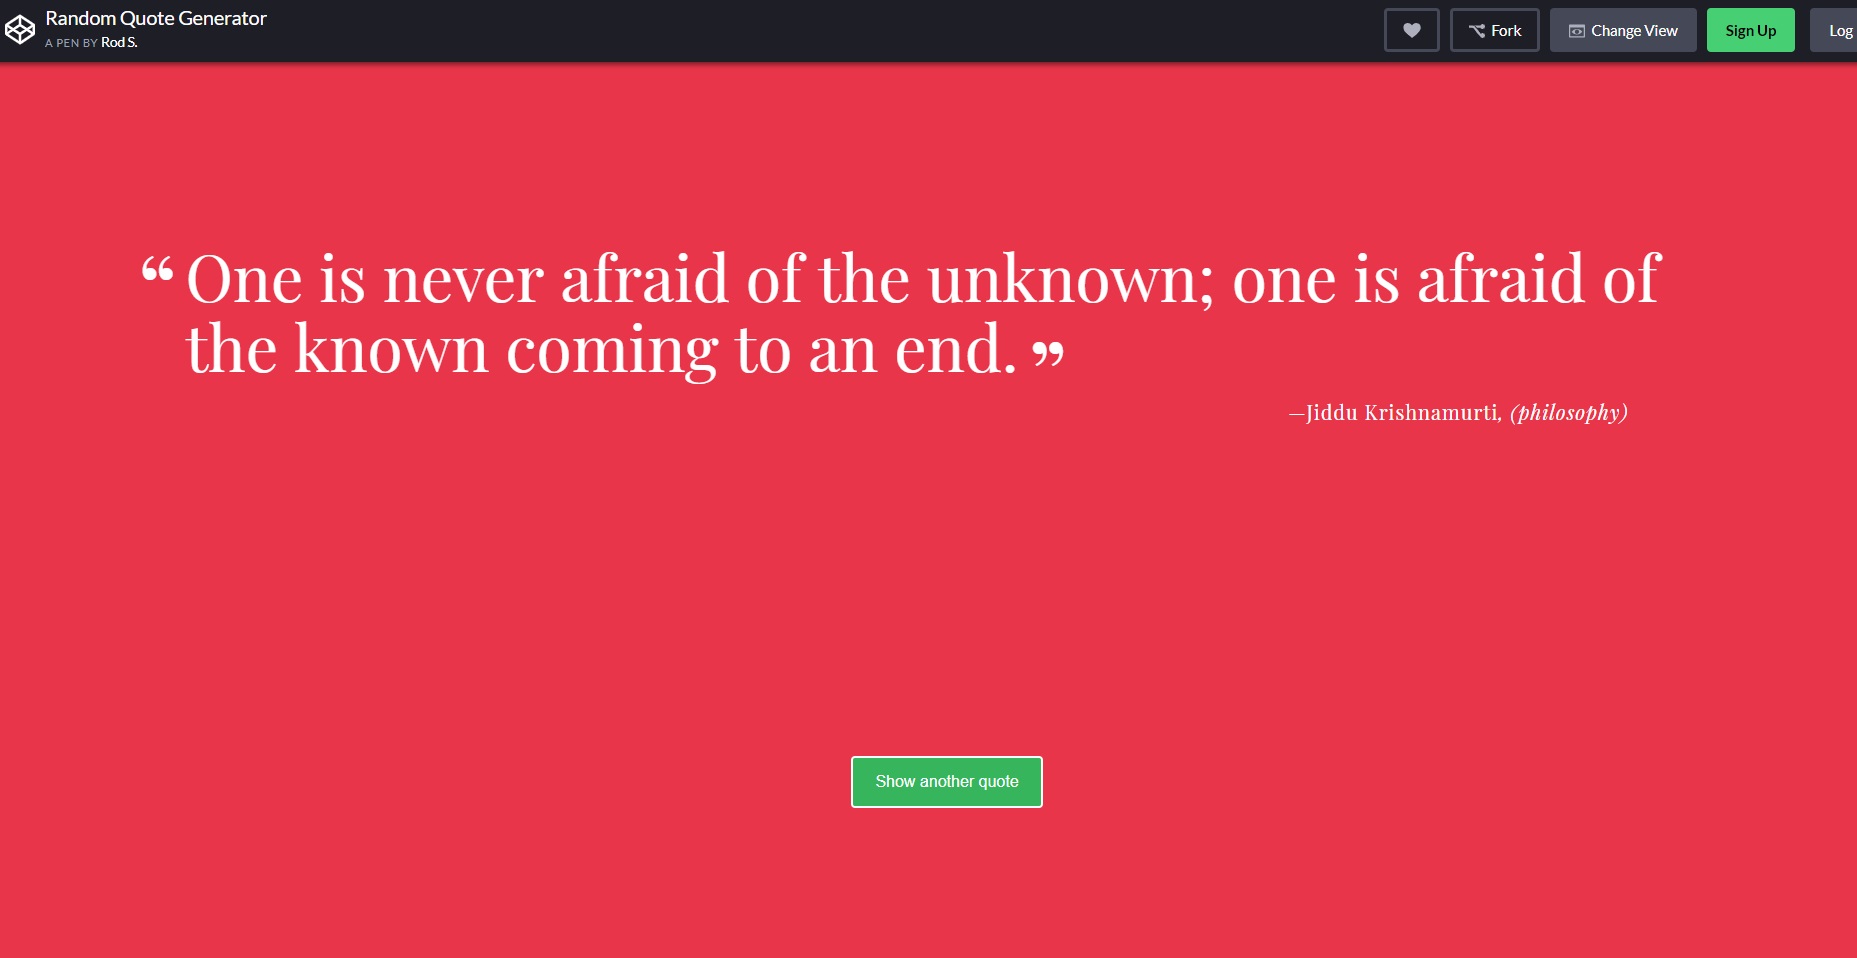 Random Quote Generator
A PEN BY Rod S.
Fork
Change View
Sign Up
Log
“ One is never afraid of the unknown; one is afraid of
the known coming to an end. ”
—Jiddu Krishnamurti, (philosophy)
Show another quote